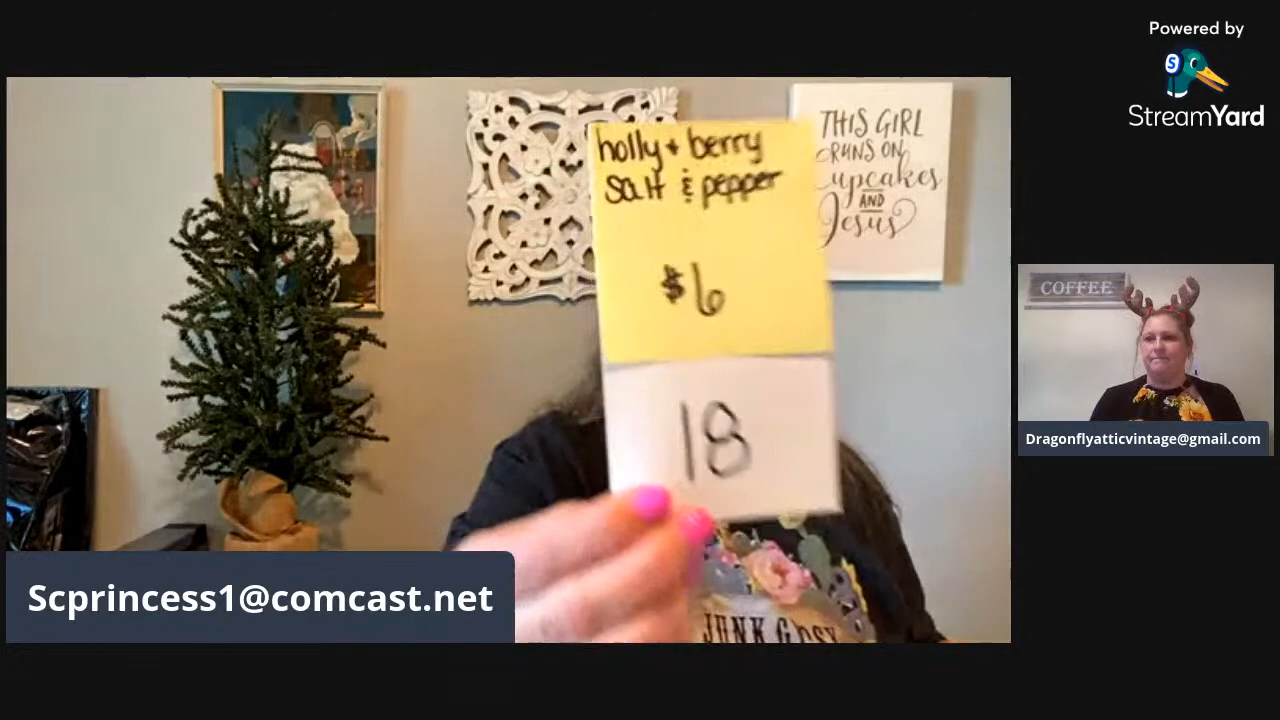 Powered by
StreamYard
holly + berry
salt & pepper
$6
18
THIS GIRL
RUNS ON
Cupcakes
AND
Jesus
COFFEE
Dragonflyatticvintage@gmail.com
Scprincess1@comcast.net
JUNK GYPSY